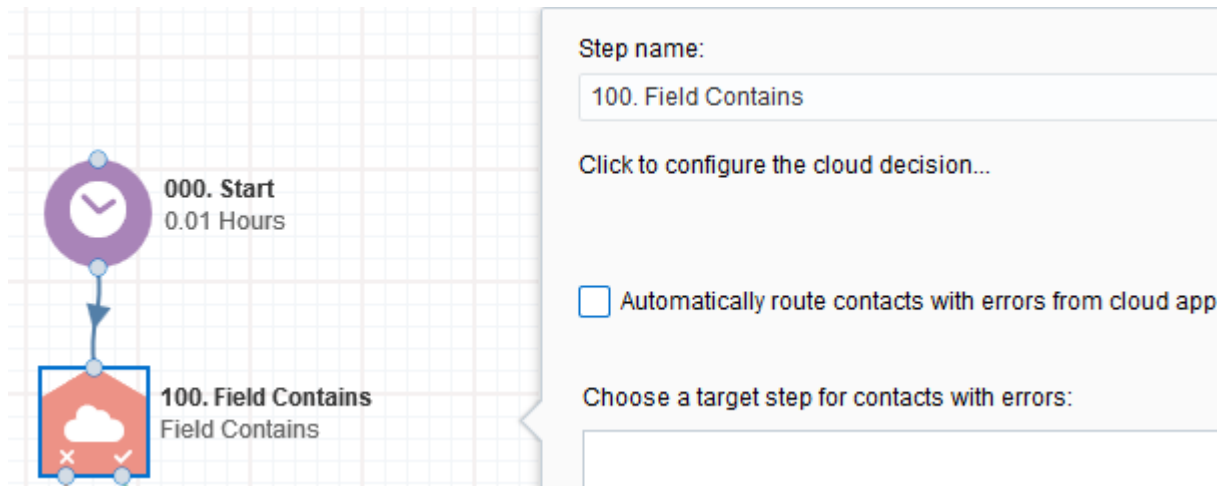 Step name:
100. Field Contains
Click to configure the cloud decision...
000. Start
0.01 Hours
Automatically route contacts with errors from cloud app
100. Field Contains
Field Contains
Choose a target step for contacts with errors: